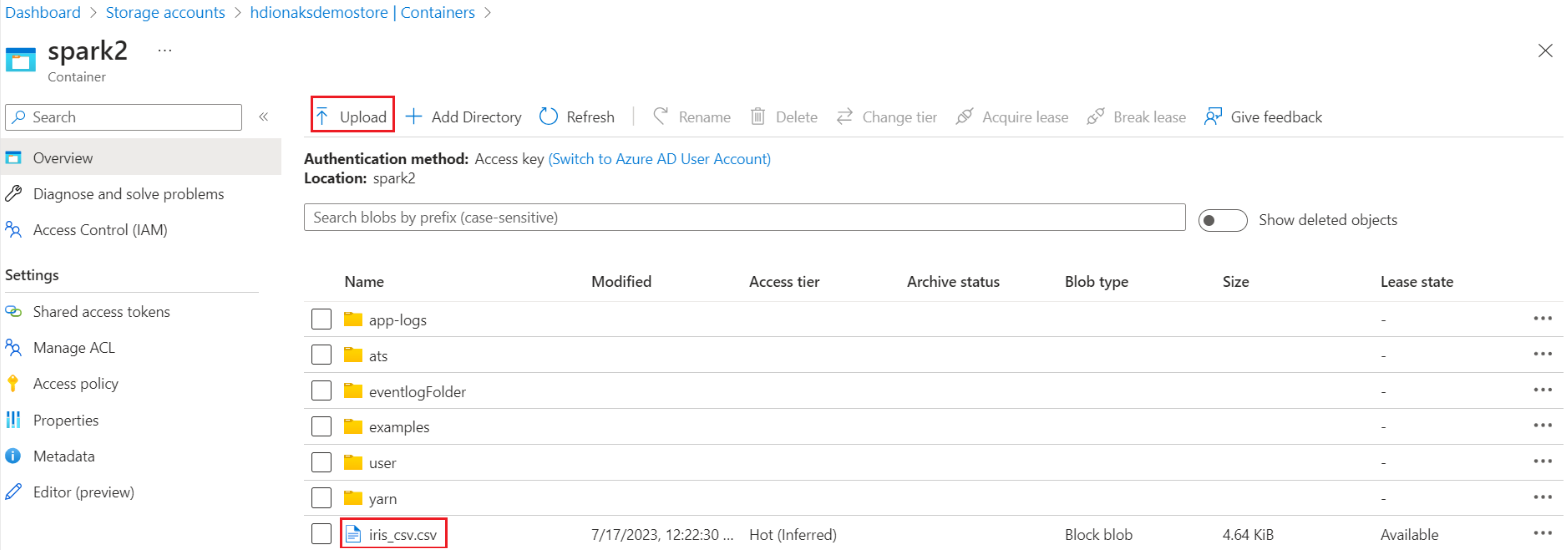 Dashboard > Storage accounts > hdionaksdemostore | Containers >
spark2 ...
Container
Search «
Upload Add Directory Refresh Rename Delete Change tier Acquire lease Break lease Give feedback
Overview
Diagnose and solve problems
Access Control (IAM)
Settings
Shared access tokens
Manage ACL
Access policy
Properties
Metadata
Editor (preview)
Authentication method: Access key (Switch to Azure AD User Account)
Location: spark2
Search blobs by prefix (case-sensitive)
Show deleted objects
Name Modified Access tier Archive status Blob type Size Lease state
app-logs - ...
ats - ...
eventlogFolder - ...
examples - ...
user - ...
yarn - ...
iris_csv.csv 7/17/2023, 12:22:30 ... Hot (Inferred) Block blob 4.64 KiB Available ...